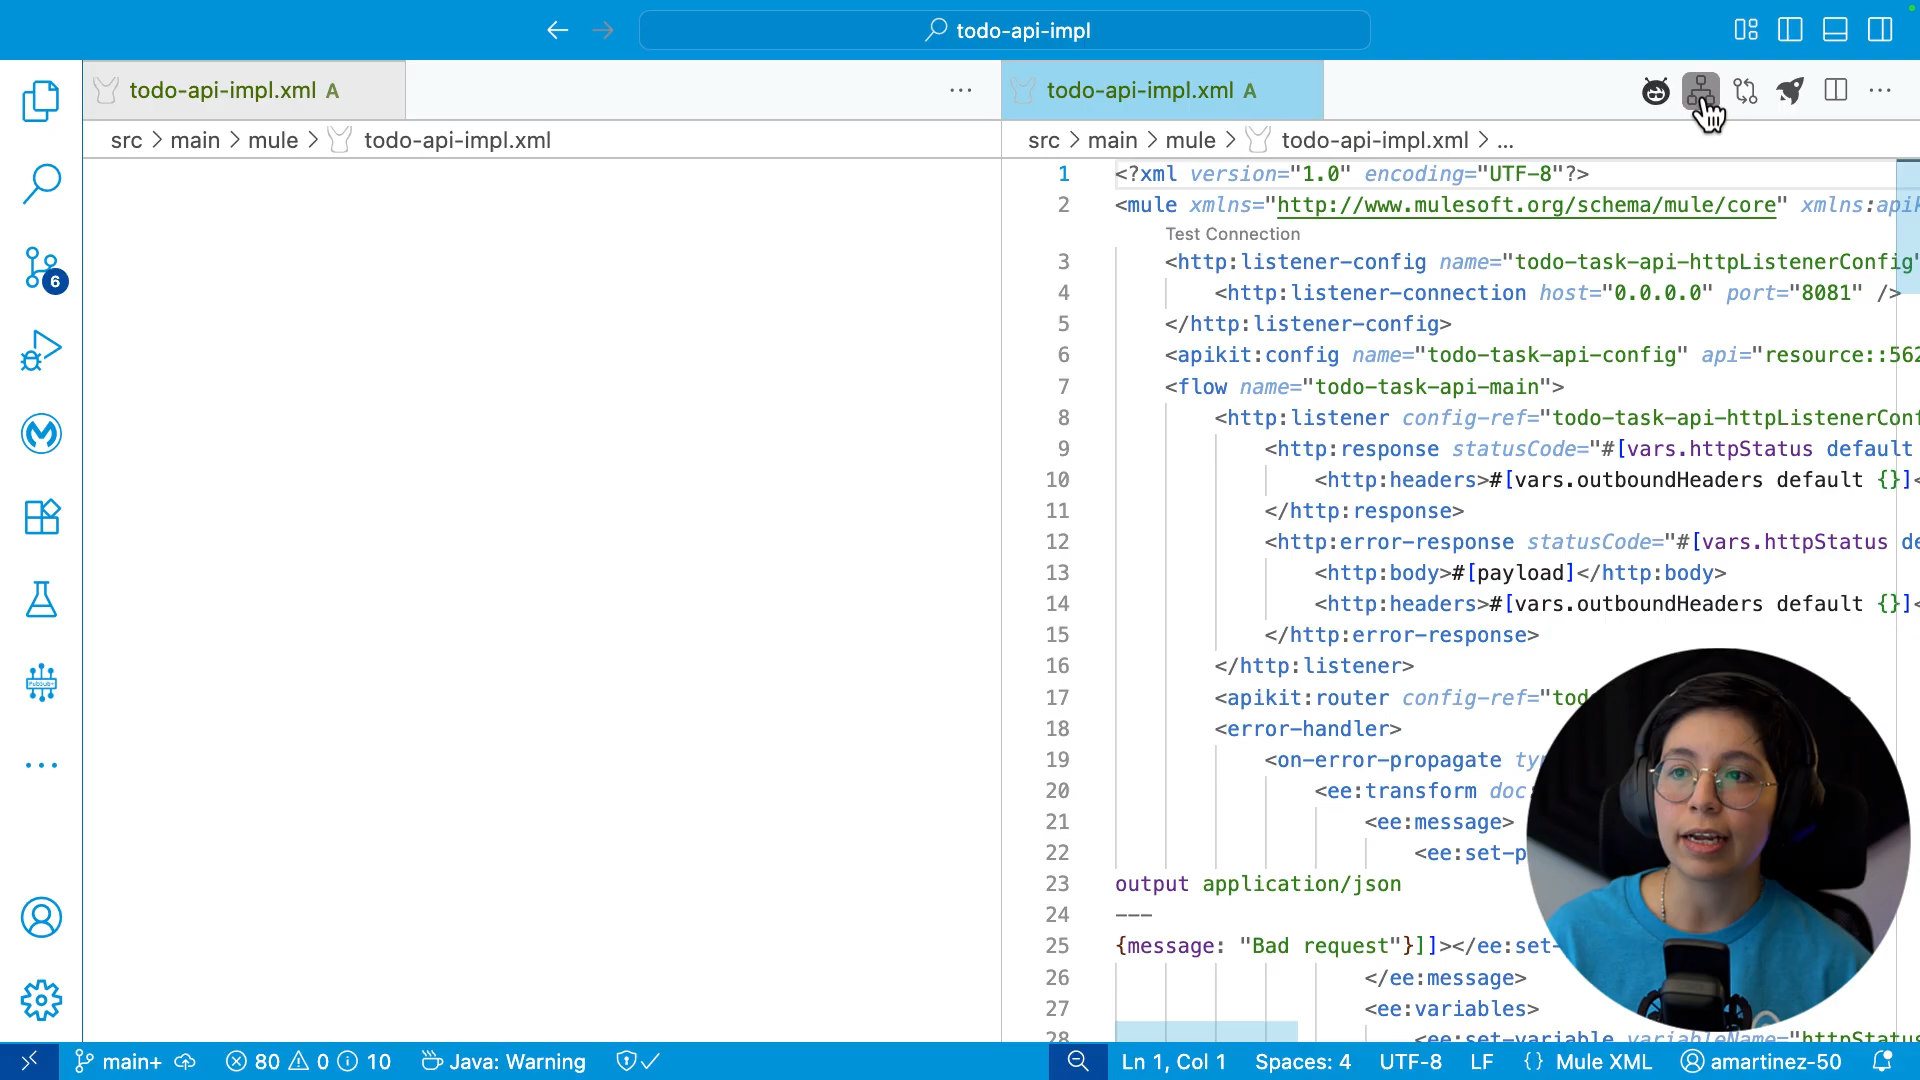 todo-api-impl
todo-api-impl.xml A
todo-api-impl.xml A
src > main > mule > todo-api-impl.xml
src > main > mule > todo-api-impl.xml > ...
1 <?xml version="1.0" encoding="UTF-8"?>
2 <mule xmlns="http://www.mulesoft.org/schema/mule/core" xmlns:apik
Test Connection
3 <http:listener-config name="todo-task-api-httpListenerConfig"
4 <http:listener-connection host="0.0.0.0" port="8081" />
5 </http:listener-config>
6 <apikit:config name="todo-task-api-config" api="resource::562
7 <flow name="todo-task-api-main">
8 <http:listener config-ref="todo-task-api-httpListenerConf
9 <http:response statusCode="#[vars.httpStatus default
10 <http:headers>#[vars.outboundHeaders default {}]<
11 </http:response>
12 <http:error-response statusCode="#[vars.httpStatus de
13 <http:body>#[payload]</http:body>
14 <http:headers>#[vars.outboundHeaders default {}]<
15 </http:error-response>
16 </http:listener>
17 <apikit:router config-ref="tod
18 <error-handler>
19 <on-error-propagate ty
20 <ee:transform doc:
21 <ee:message>
22 <ee:set-p
23 output application/json
24 ---
25 {message: "Bad request"}]]></ee:set-
26 </ee:message>
27 <ee:variables>
28 <ee:set-variable variableName="httpStatus
6
PubSub+
main+ 80 0 10 Java: Warning Ln 1, Col 1 Spaces: 4 UTF-8 LF {} Mule XML amartinez-50